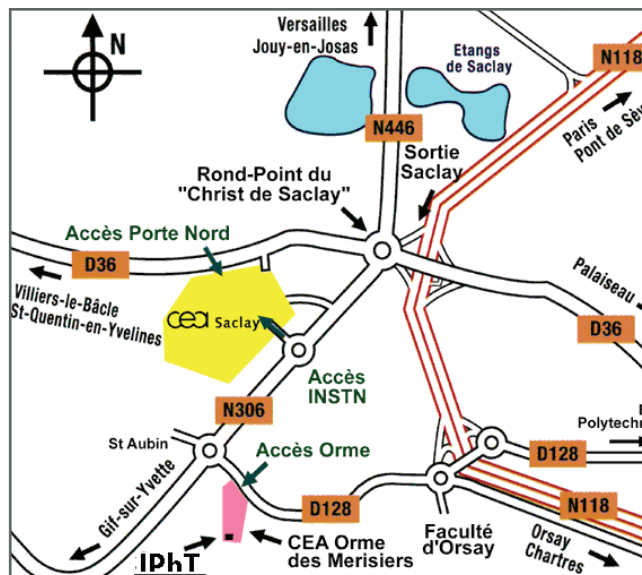 N
Versailles
Jouy-en-Josas
Etangs
de Saclay
N118
Paris
Pont de Sèv
N446
Sortie
Saclay
Rond-Point du
"Christ de Saclay"
Accès Porte Nord
D36
Villiers-le-Bâcle
St-Quentin-en-Yvelines
Palaiseau
D36
cea Saclay
Accès
INSTN
N306
St Aubin
Accès Orme
Gif-sur-Yvette
E
Polytechn
D128
D128
N118
Faculté
d'Orsay
Orsay
Chartres
CEA Orme
des Merisiers
IPhT